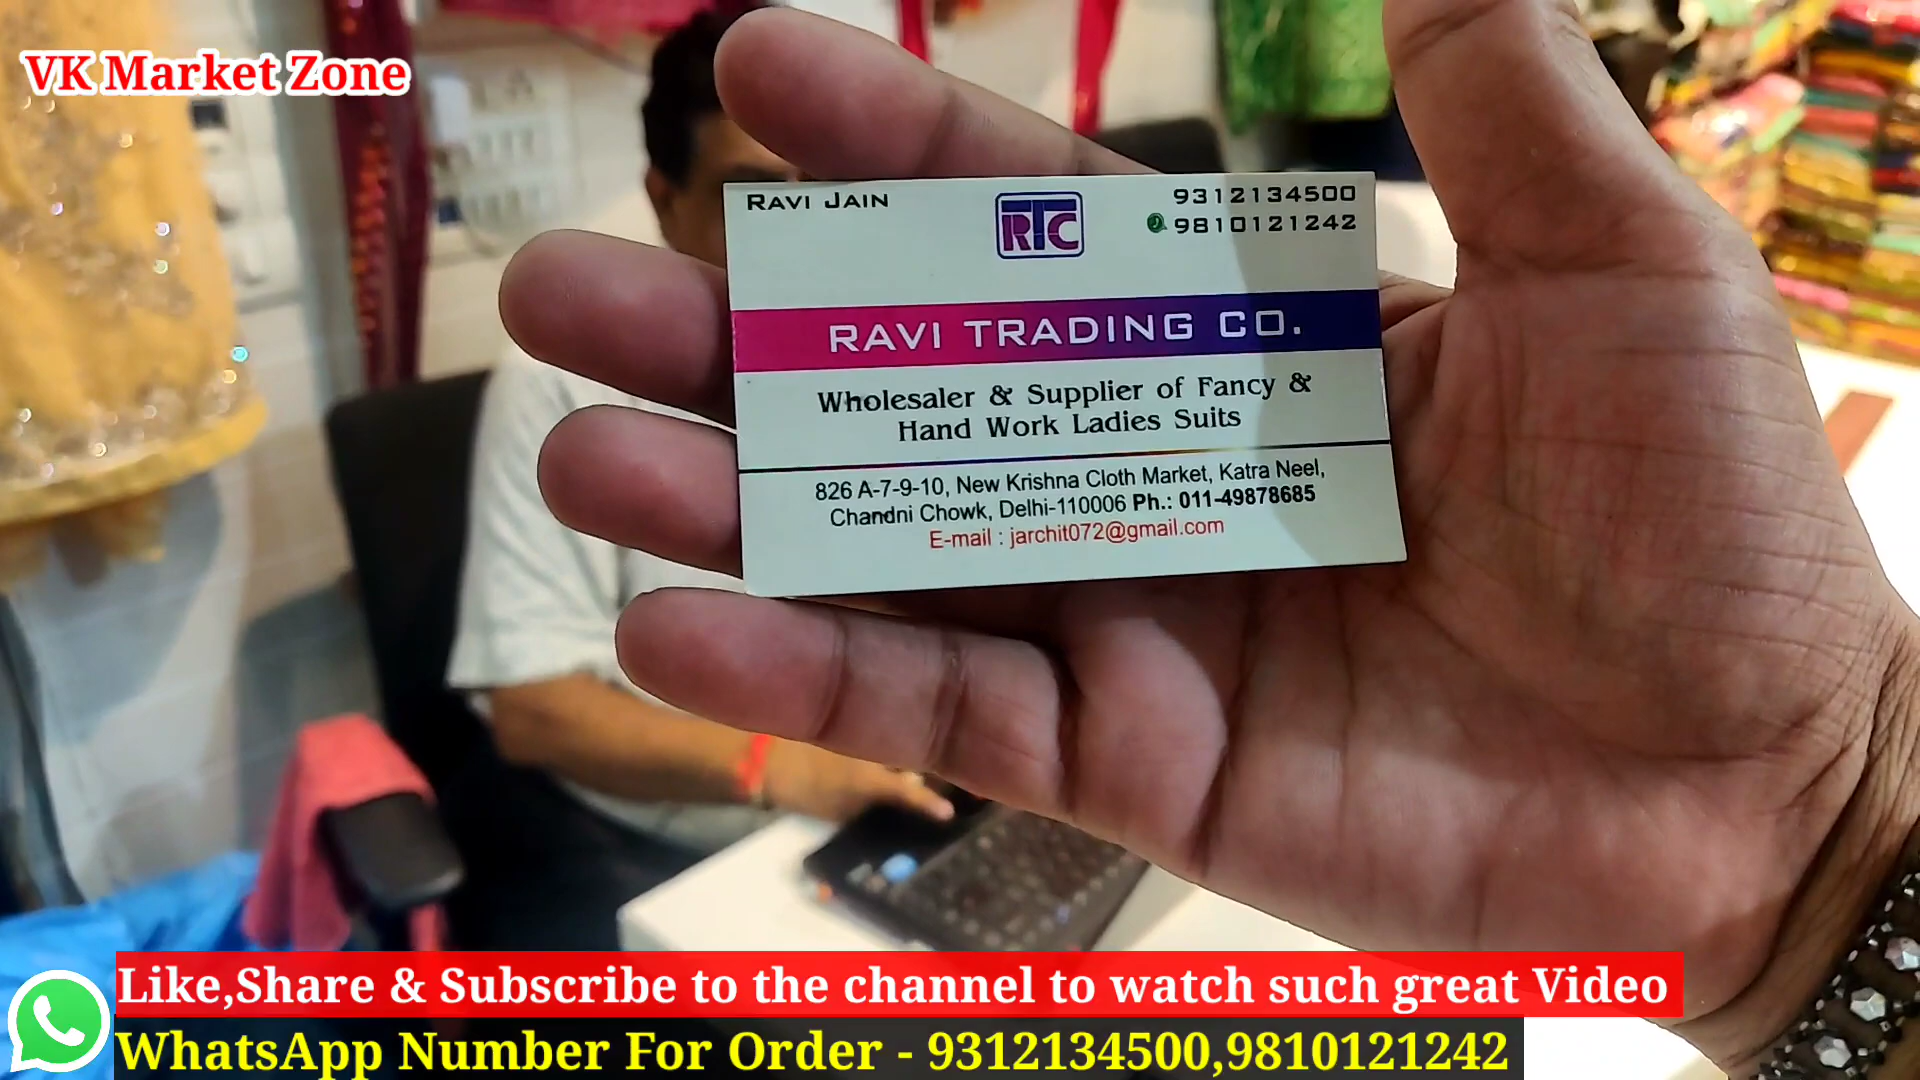 VK Market Zone
RAVI JAIN
RTC
9312134500
9810121242
RAVI TRADING CO.
Wholesaler & Supplier of Fancy &
Hand Work Ladies Suits
826 A-7-9-10, New Krishna Cloth Market, Katra Neel,
Chandni Chowk, Delhi-110006 Ph.: 011-49878685
E-mail : jarchit072@gmail.com
Like,Share & Subscribe to the channel to watch such great Video
WhatsApp Number For Order - 9312134500,9810121242